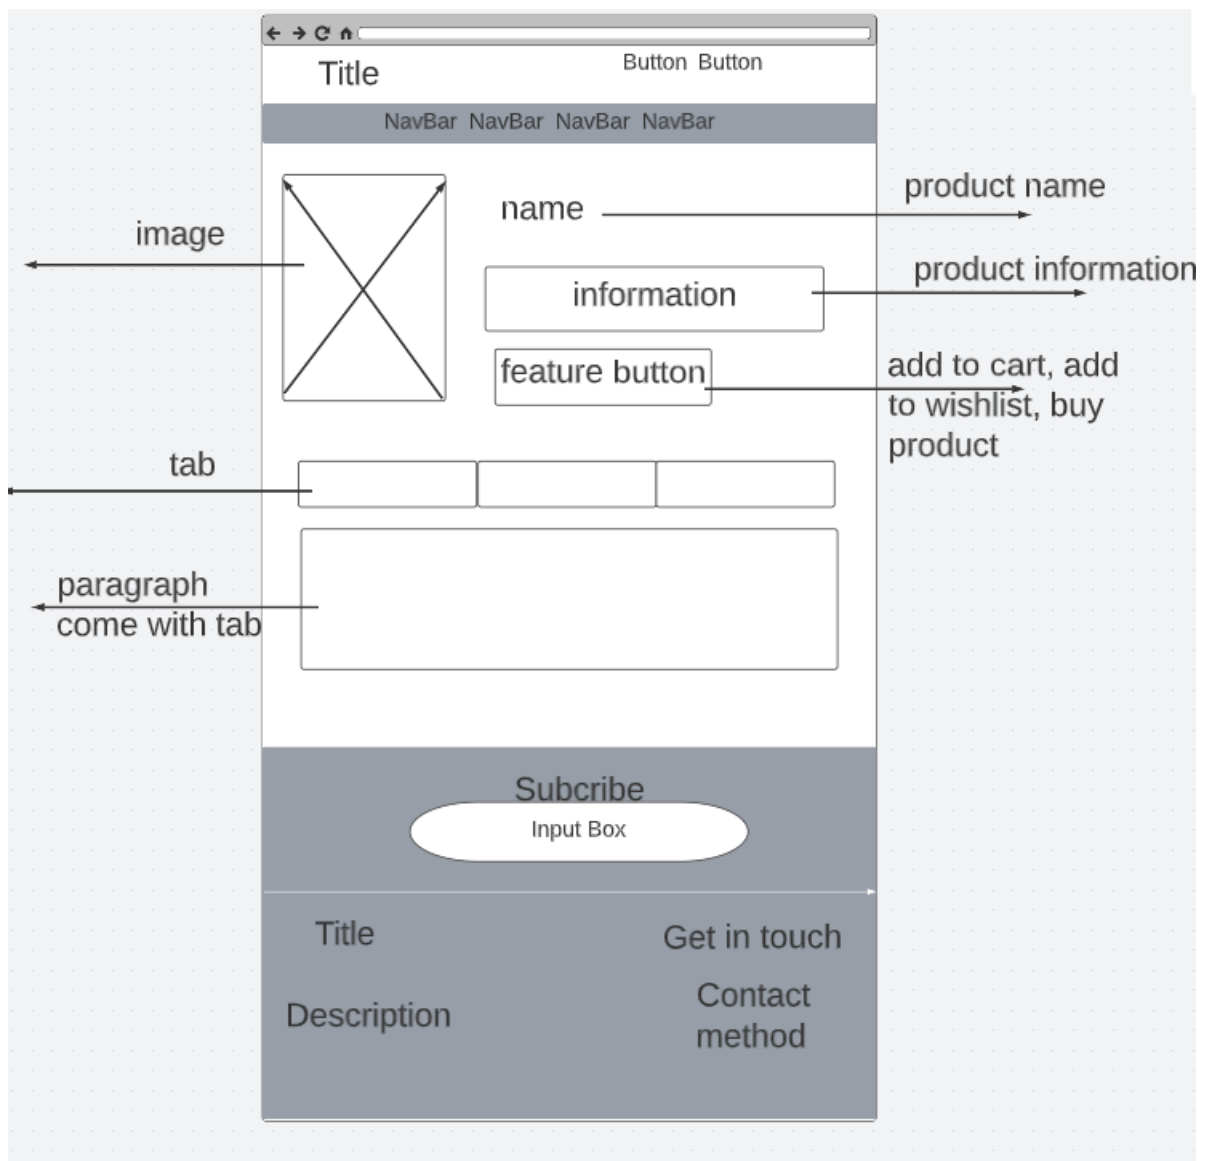 Title
Button Button
NavBar NavBar NavBar NavBar
product name
name
image
product information
information
feature button
add to cart, add
to wishlist, buy
product
tab
paragraph
come with tab
Subcribe
Input Box
Title
Get in touch
Description
Contact
method